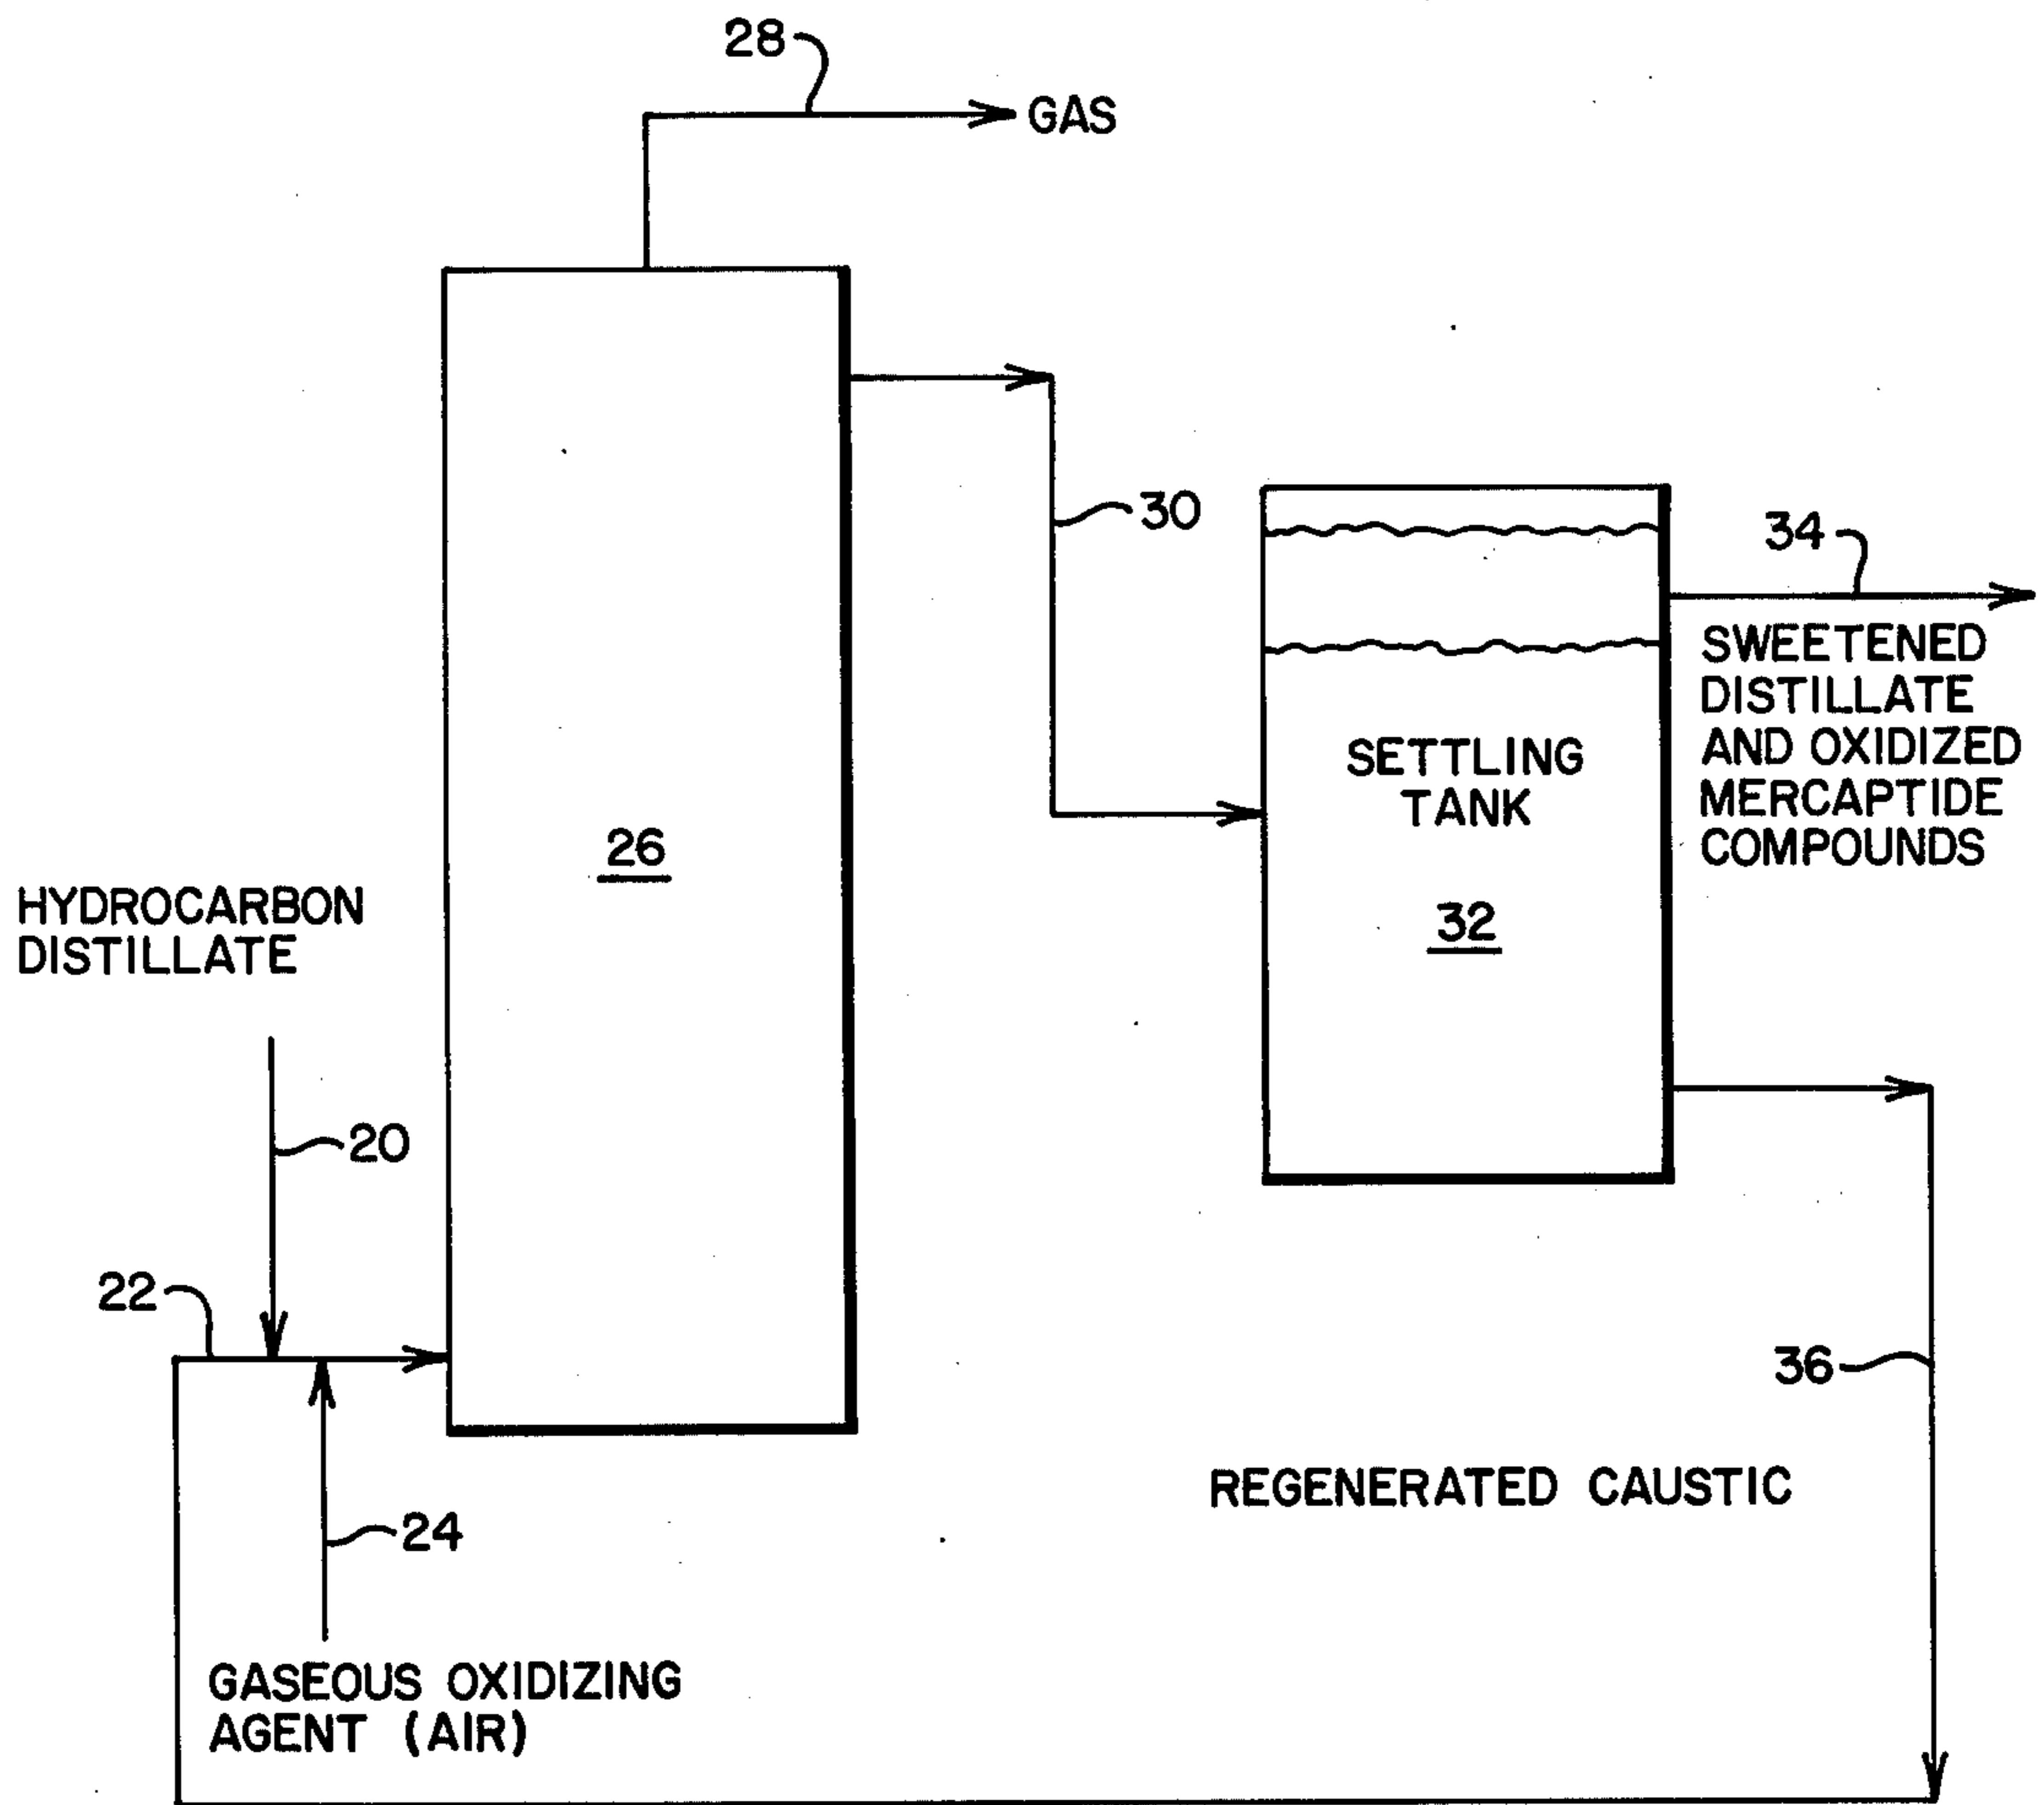 28
GAS
30
34
SWEETENED
DISTILLATE
AND OXIDIZED
MERCAPTIDE
COMPOUNDS
SETTLING
TANK
32
26
HYDROCARBON
DISTILLATE
20
22
24
36
REGENERATED CAUSTIC
GASEOUS OXIDIZING
AGENT (AIR)